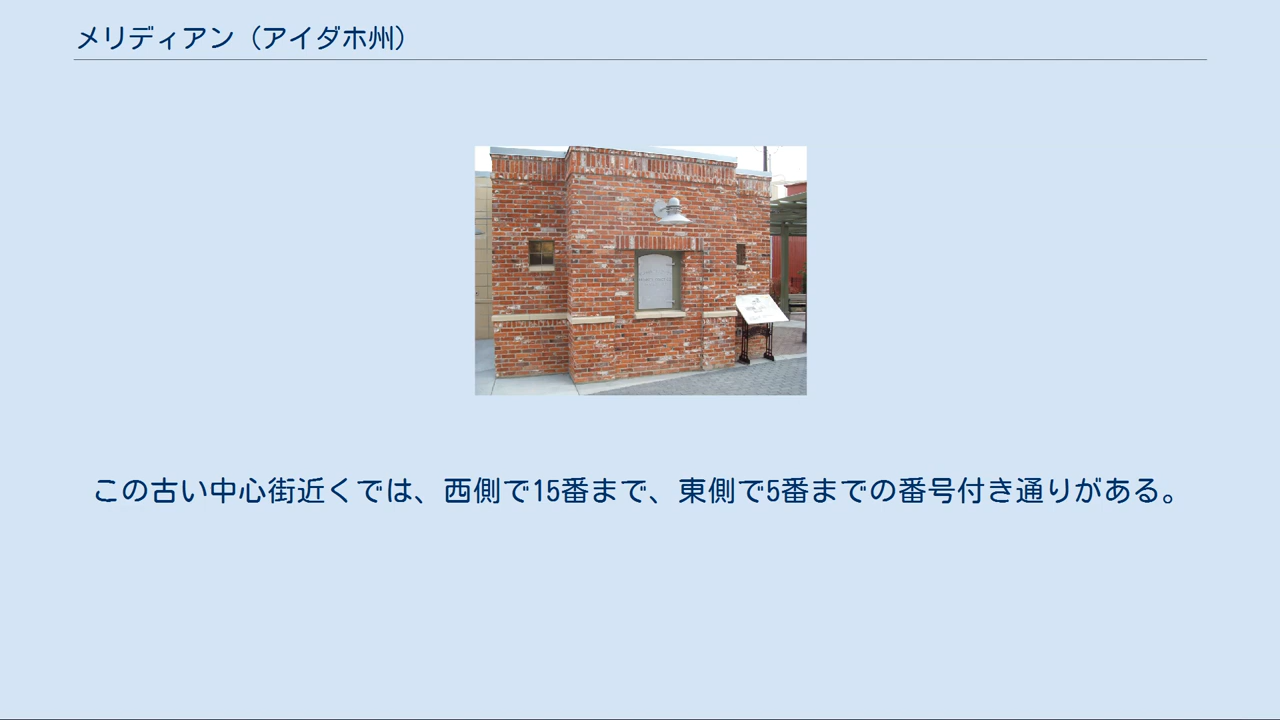 メリディアン（アイダホ州）
この古い中心街近くでは、西側で15番まで、東側で5番までの番号付き通りがある。